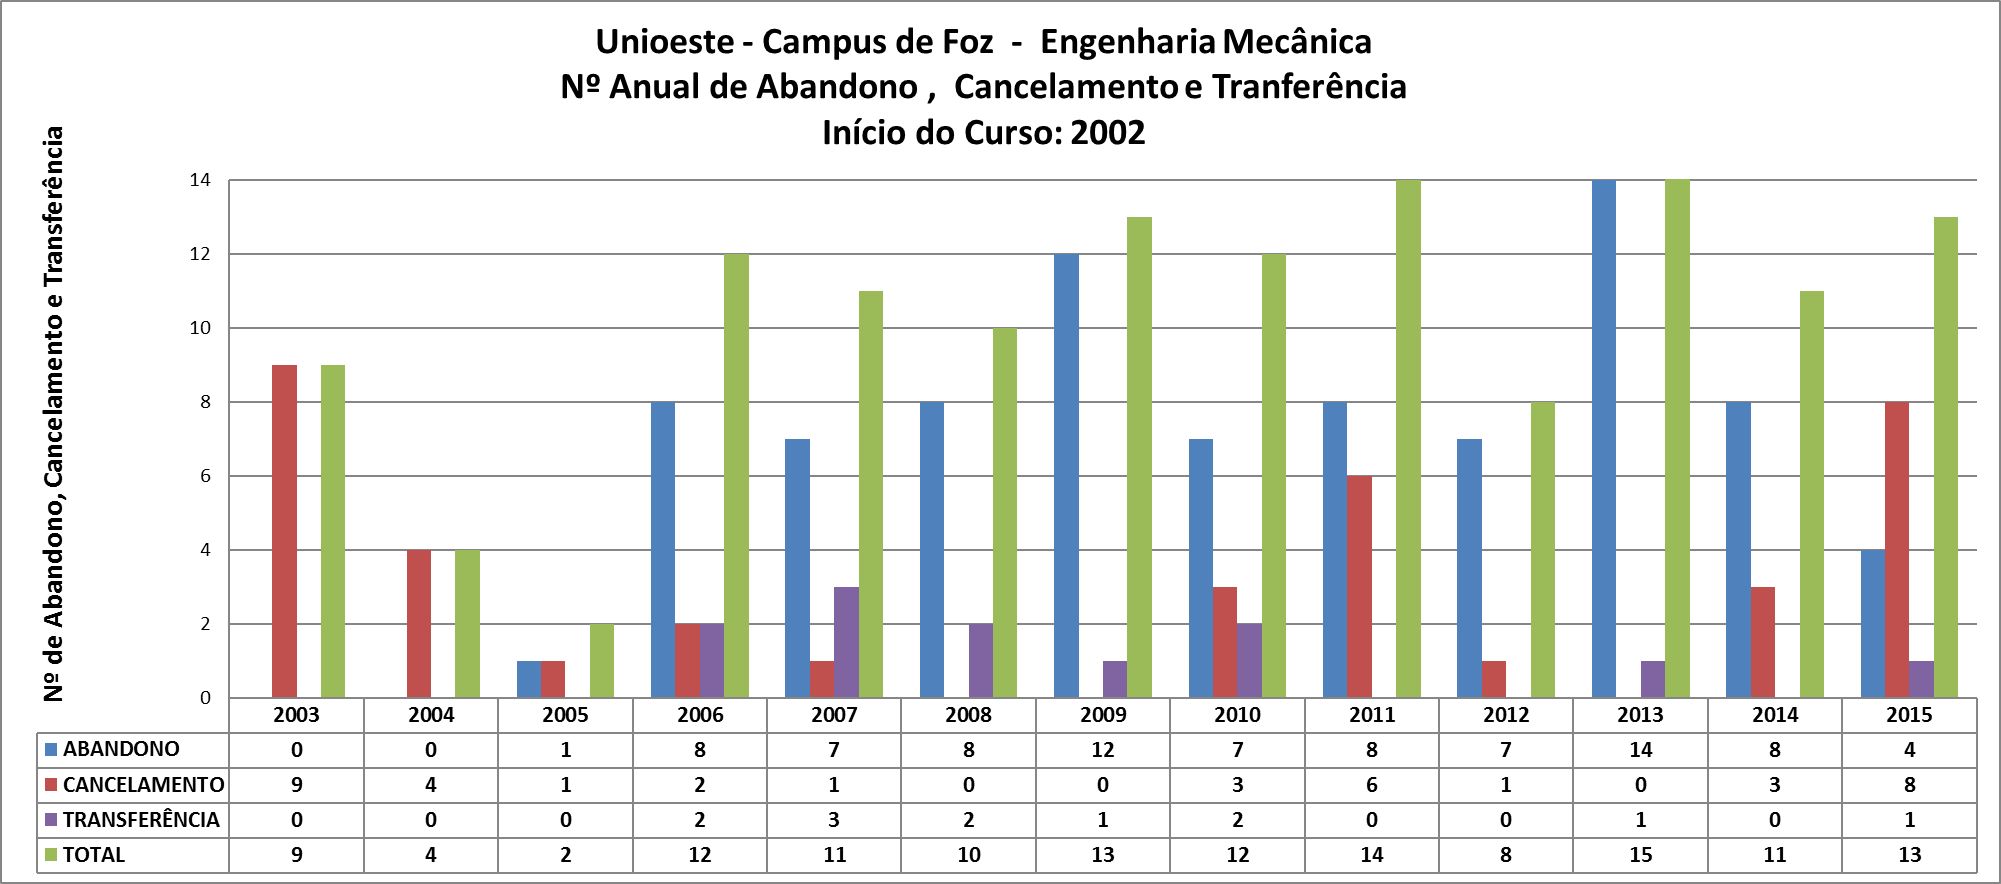 Unioeste - Campus de Foz - Engenharia Mecânica
Nº Anual de Abandono , Cancelamento e Tranferência
Início do Curso: 2002
Nº de Abandono, Cancelamento e Transferência
14
12
10
8
6
4
2
0
2003 2004 2005 2006 2007 2008 2009 2010 2011 2012 2013 2014 2015
ABANDONO 0 0 1 8 7 8 12 7 8 7 14 8 4
CANCELAMENTO 9 4 1 2 1 0 0 3 6 1 0 3 8
TRANSFERÊNCIA 0 0 0 2 3 2 1 2 0 0 1 0 1
TOTAL 9 4 2 12 11 10 13 12 14 8 15 11 13